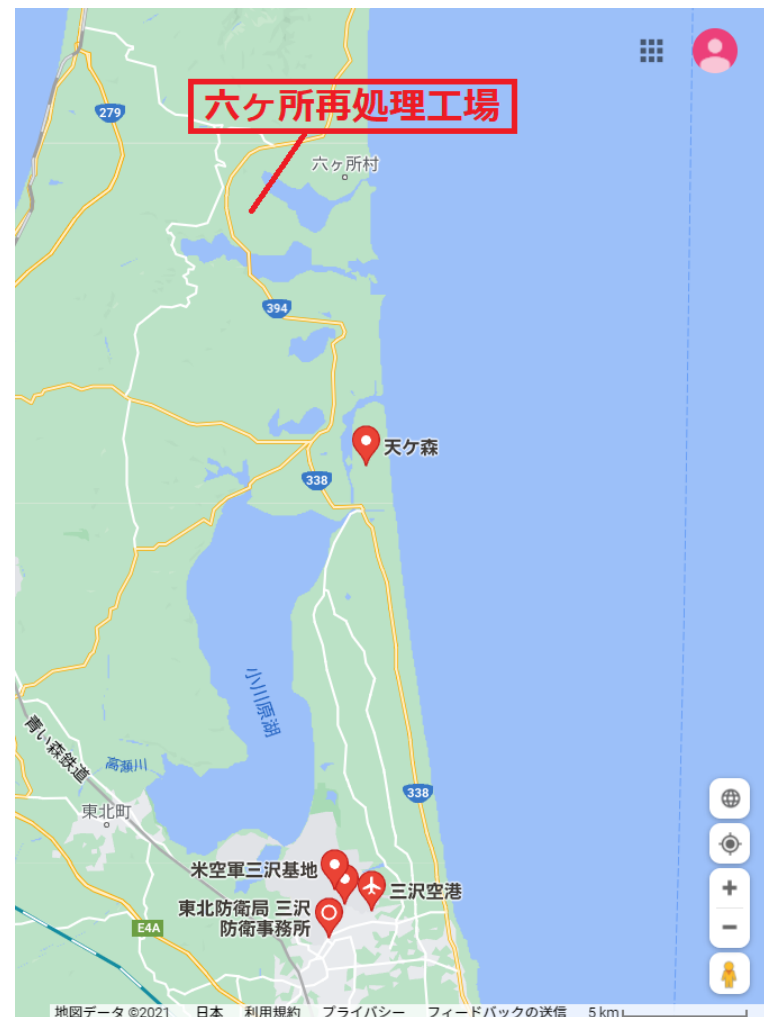 六ヶ所再処理工場
279
六ヶ所村
394
天ケ森
338
小川原湖
青い森鉄道
高瀬川
338
東北町
米空軍三沢基地
三沢空港
東北防衛局 三沢
防衛事務所
E4A
地図データ ©2021 日本 利用規約 プライバシー フィードバックの送信 5 km